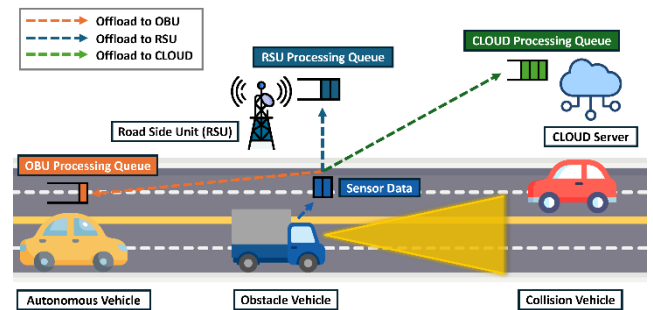 Offload to OBU
Offload to RSU
Offload to CLOUD
RSU Processing Queue
CLOUD Processing Queue
Road Side Unit (RSU)
CLOUD Server
OBU Processing Queue
Sensor Data
Autonomous Vehicle
Obstacle Vehicle
Collision Vehicle